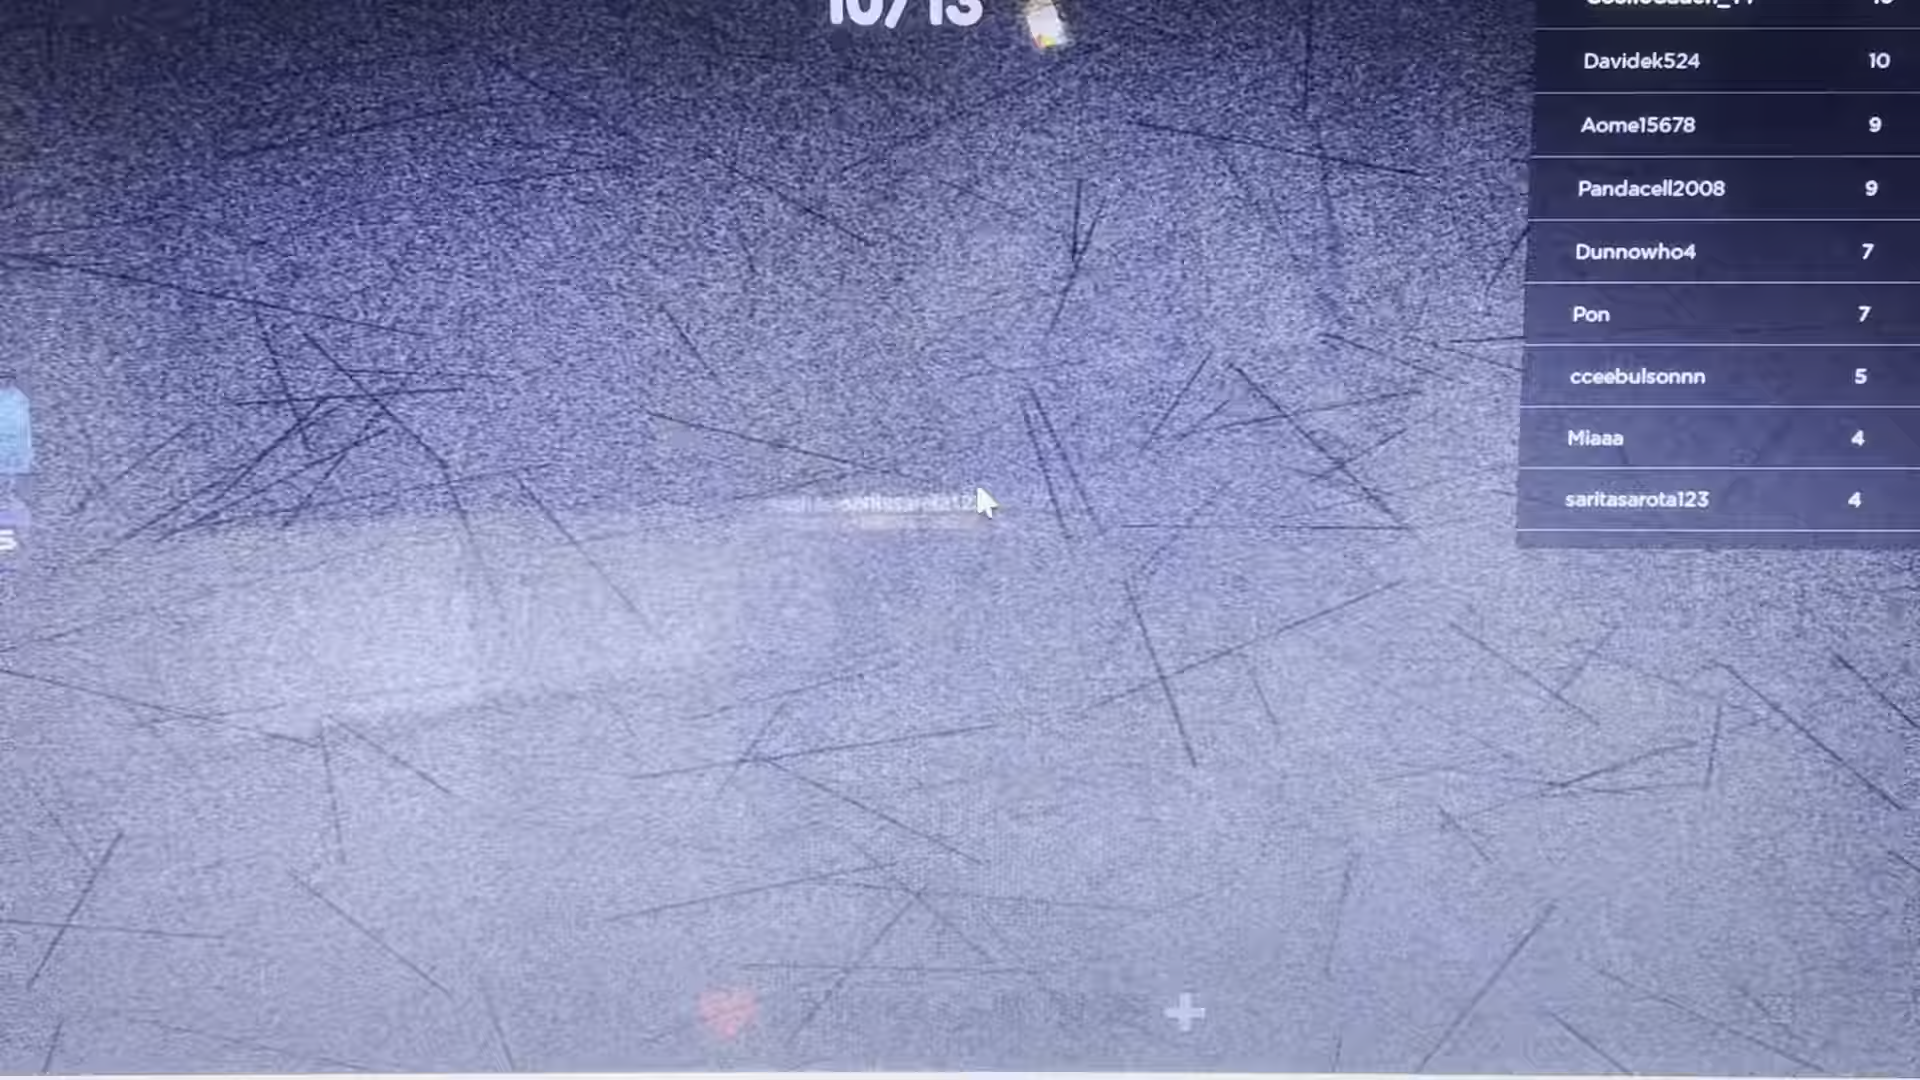 10/13
Davidek524 10
Aome15678 9
Pandacell2008 9
Dunnowho4 7
Pon 7
cceebulsonnn 5
Miaaa 4
saritasarota123 4